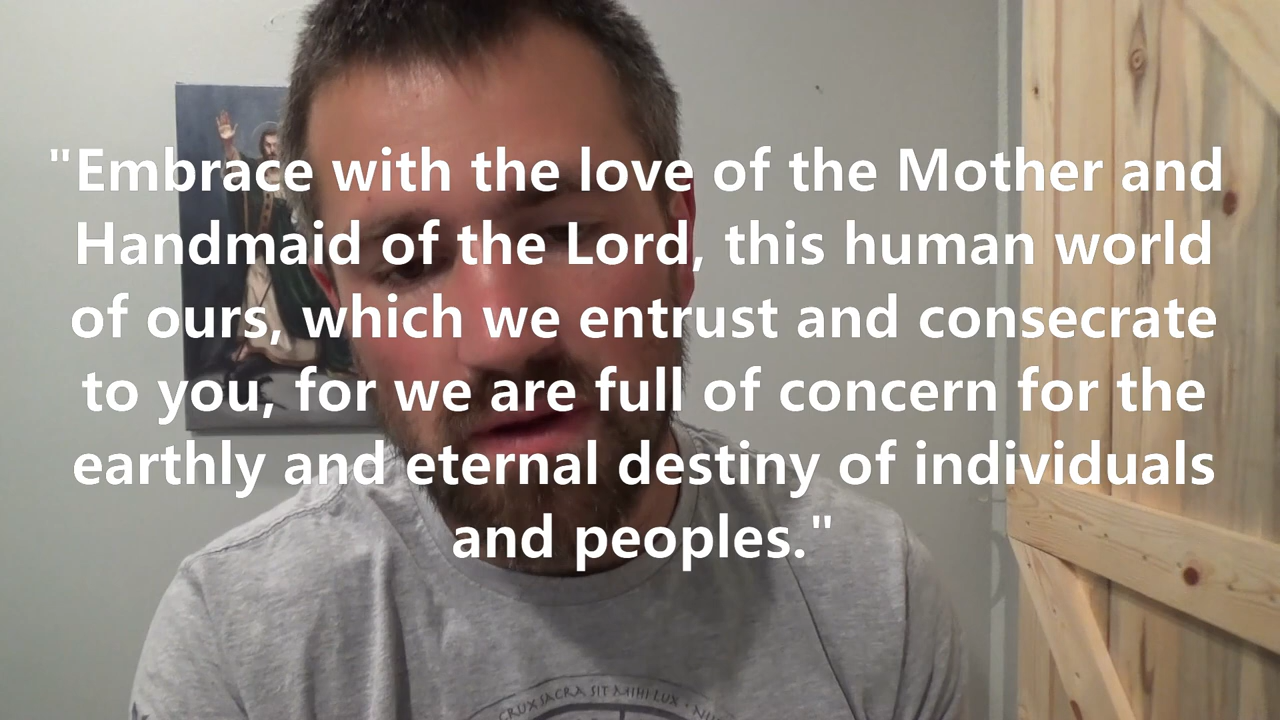 "Embrace with the love of the Mother and
Handmaid of the Lord, this human world
of ours, which we entrust and consecrate
to you, for we are full of concern for the
earthly and eternal destiny of individuals
and peoples."
CRUX SACRA SIT MIHI LUX •